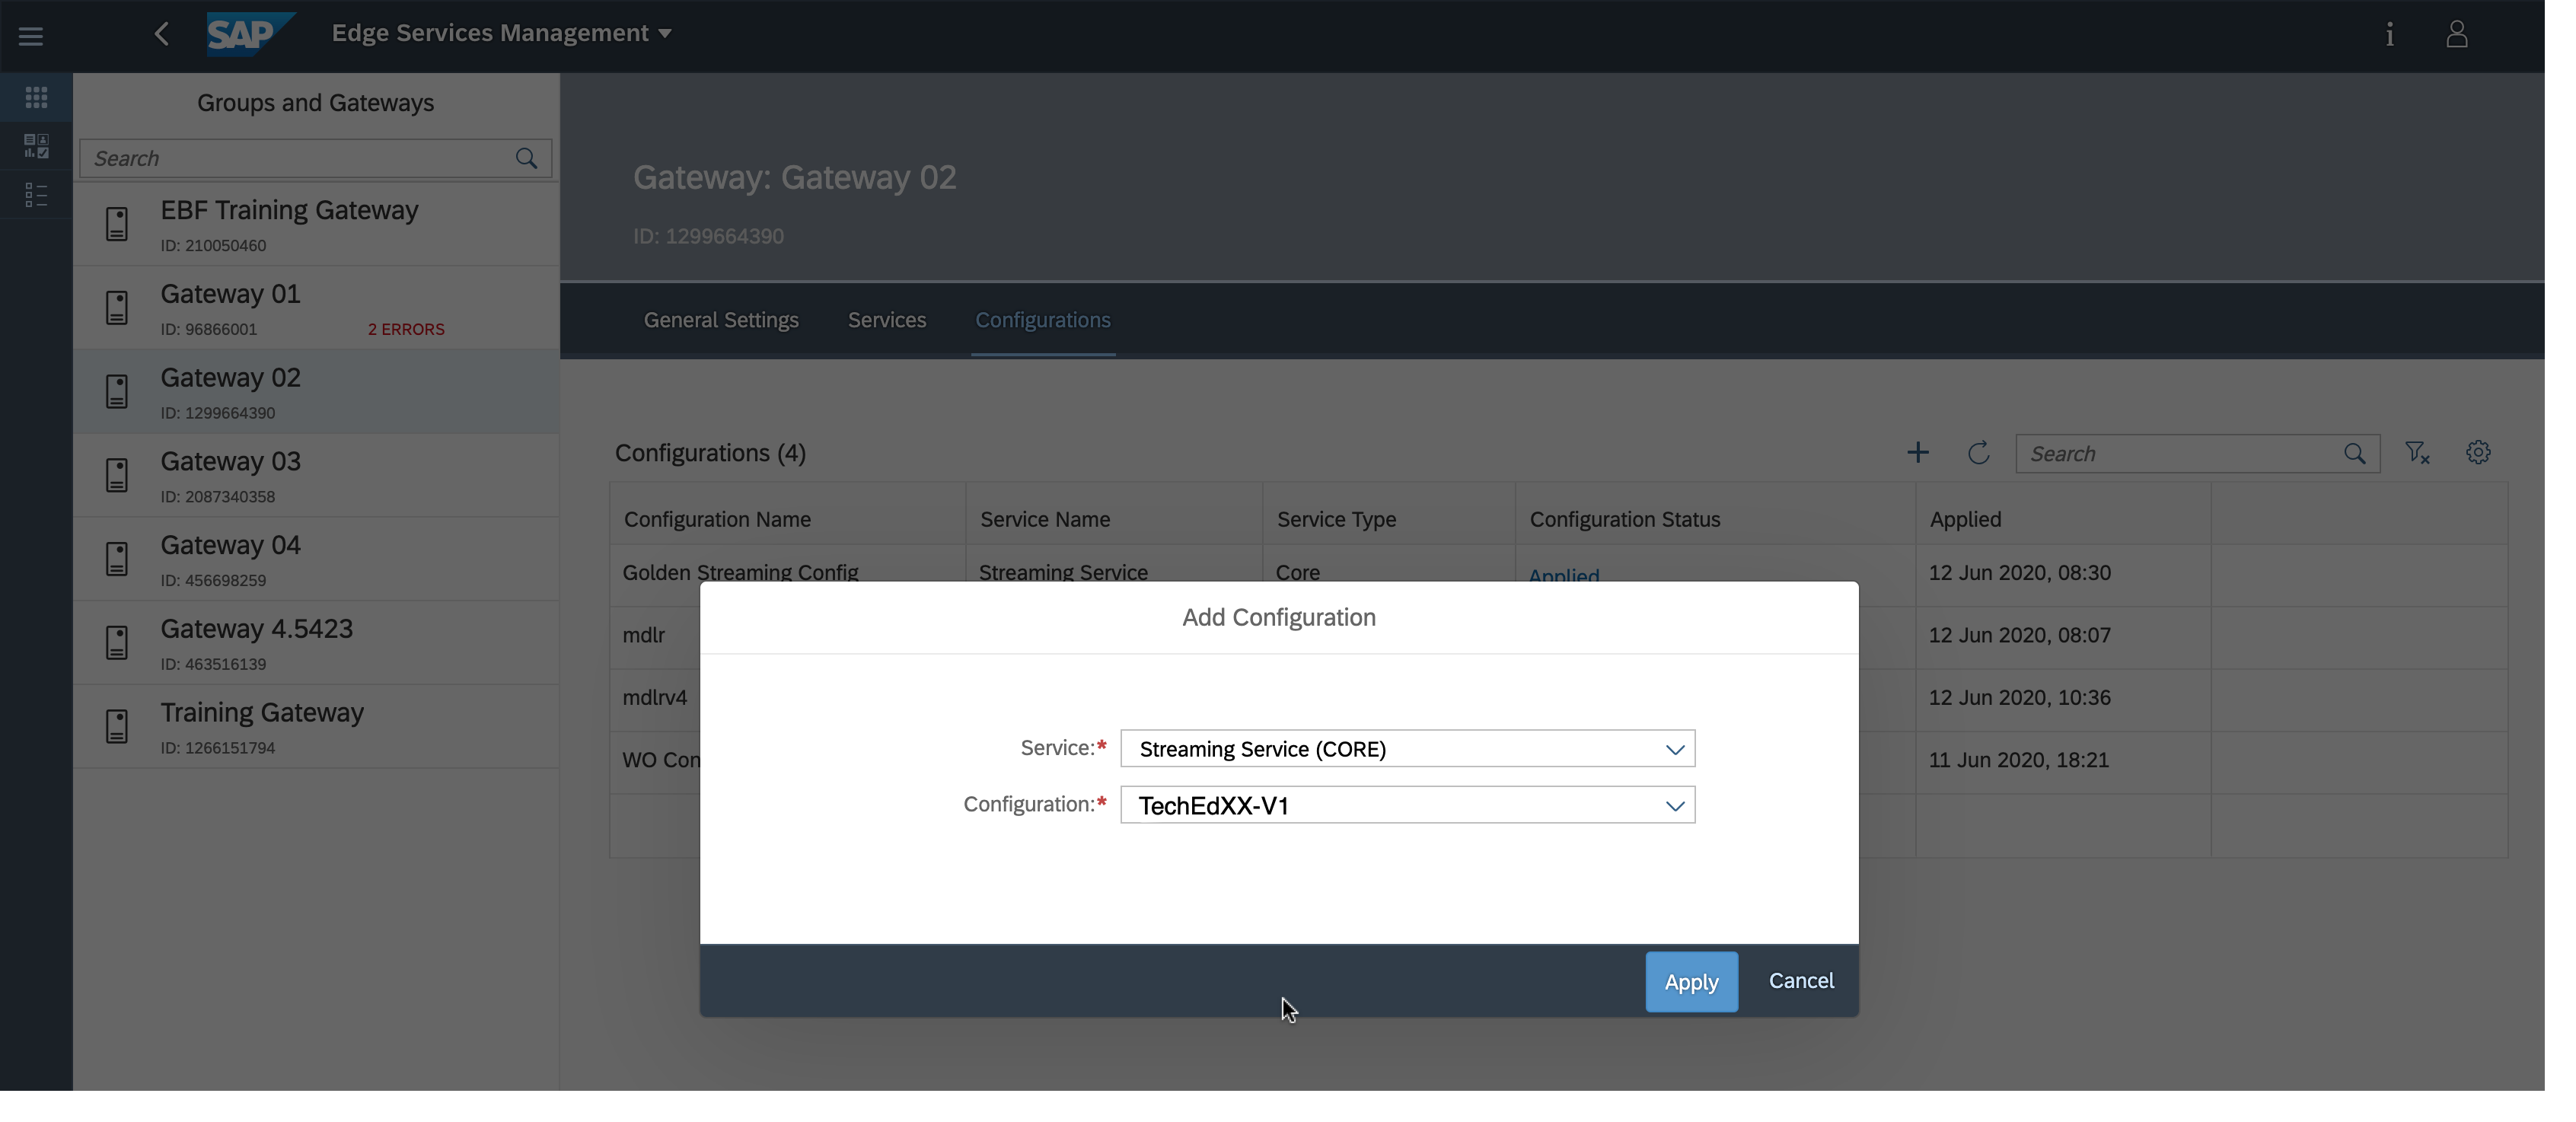 SAP Edge Services Management
Groups and Gateways
Search
EBF Training Gateway
ID: 210050460
Gateway 01
ID: 96866001 2 ERRORS
Gateway 02
ID: 1299664390
Gateway 03
ID: 2087340358
Gateway 04
ID: 456698259
Gateway 4.5423
ID: 463516139
Training Gateway
ID: 1266151794
Gateway: Gateway 02
ID: 1299664390
General Settings Services Configurations
Configurations (4) Search
Configuration Name Service Name Service Type Configuration Status Applied
Golden Streaming Config Streaming Service Core Applied 12 Jun 2020, 08:30
mdlr 12 Jun 2020, 08:07
mdlrv4 12 Jun 2020, 10:36
WO Con 11 Jun 2020, 18:21
Add Configuration
Service:* Streaming Service (CORE)
Configuration:* TechEdXX-V1
Apply Cancel